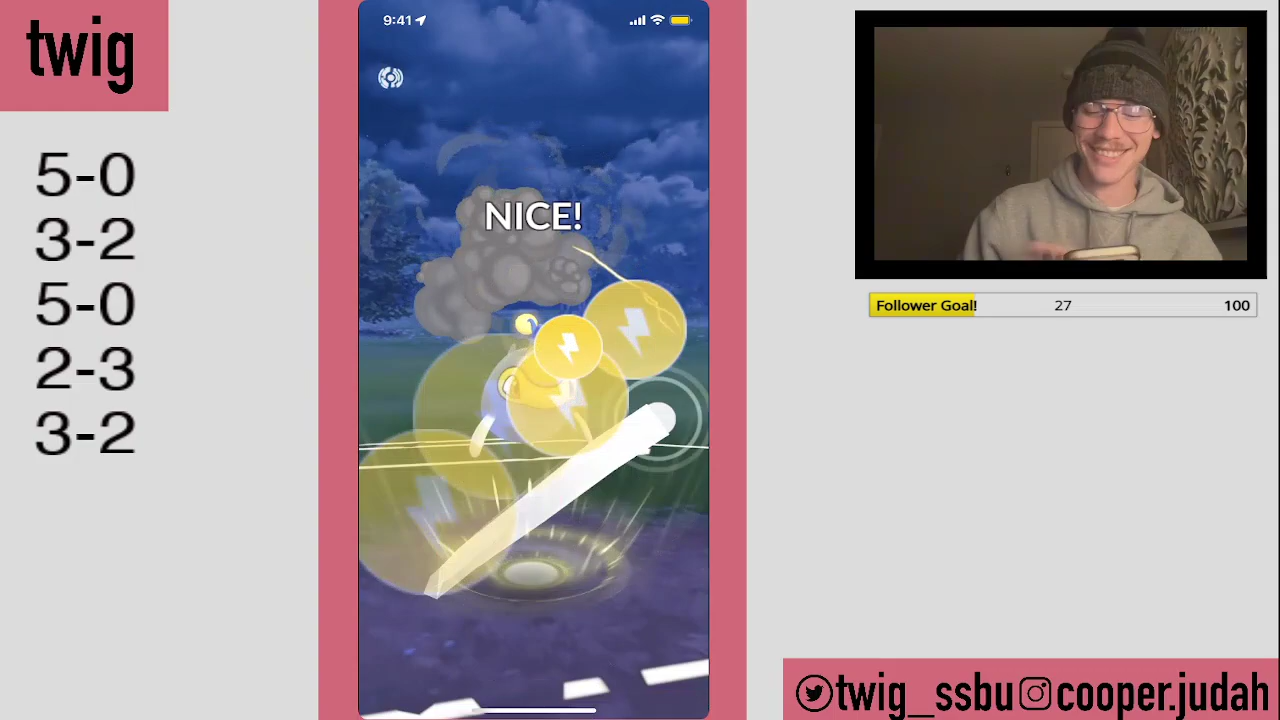 twig
5-0
3-2
5-0
2-3
3-2
9:41
NICE!
Follower Goal! 27 100
twig_ssbu cooper.judah